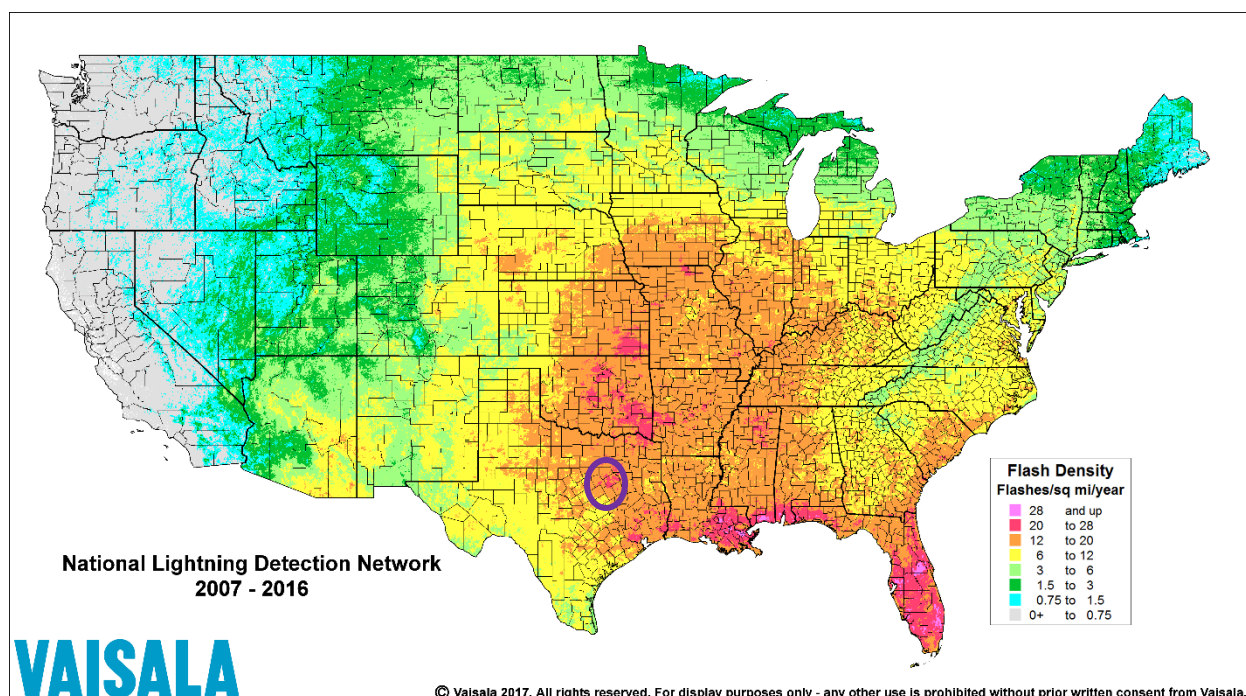 National Lightning Detection Network
2007 - 2016
Flash Density
Flashes/sq mi/year
28 and up
20 to 28
12 to 20
6 to 12
3 to 6
1.5 to 3
0.75 to 1.5
0+ to 0.75
VAISALA
© Vaisala 2017. All rights reserved. For display purposes only - any other use is prohibited without prior written consent from Vaisala.